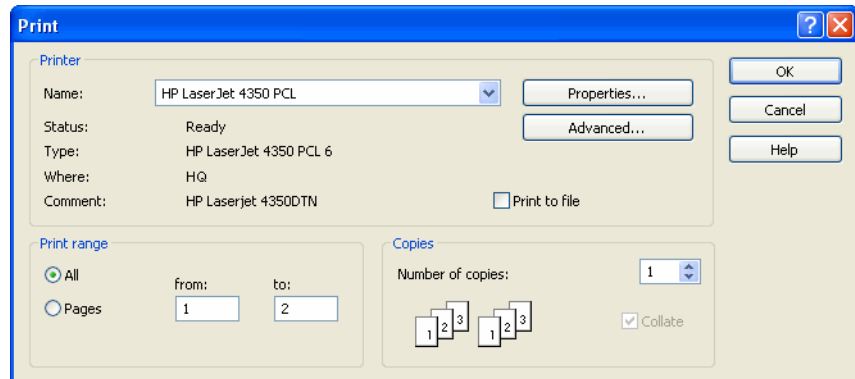 Print
Printer
Name: HP LaserJet 4350 PCL Properties... OK
Status: Ready Advanced... Cancel
Type: HP LaserJet 4350 PCL 6 Help
Where: HQ
Comment: HP Laserjet 4350DTN Print to file
Print range Copies
All from: to: Number of copies: 1
Pages 1 2 1 2 3 1 2 3 Collate